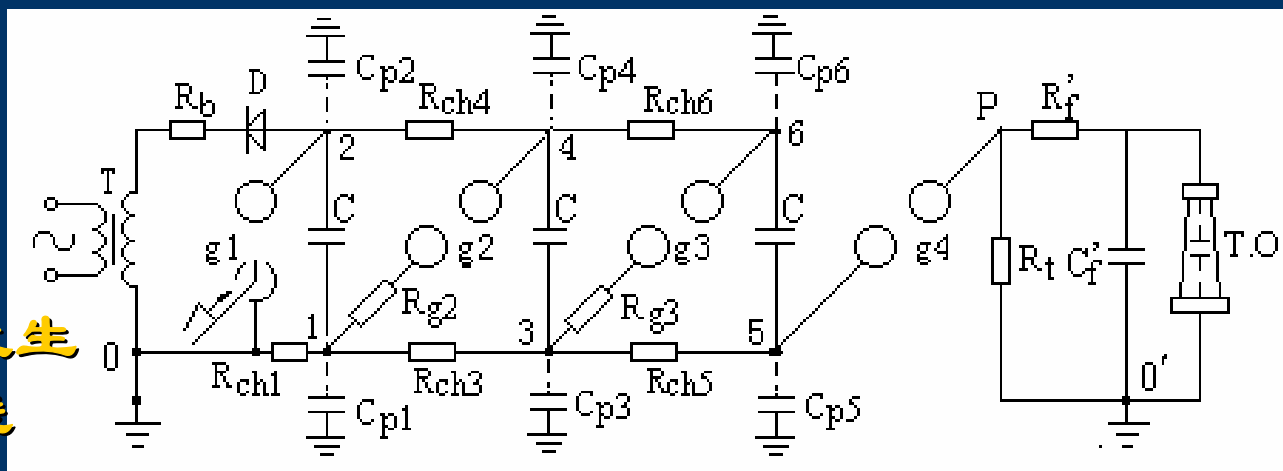 Cp2 Cp4 Cp6
Rb D Rch4 Rch6 P R'f
2 4 6
T C C C
g1 g2 g3 g4 Rt C'f T.O
Rg2 Rg3
生
0 1 3 5 0'
Rch1 Rch3 Rch5
Cp1 Cp3 Cp5